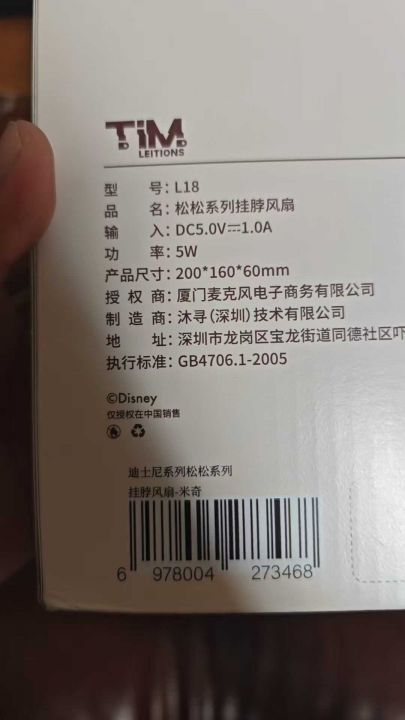 TiM
LEITIONS
型 号：L18
品 名：松松系列挂脖风扇
输 入：DC5.0V⎓1.0A
功 率：5W
产品尺寸：200*160*60mm
授 权 商：厦门麦克风电子商务有限公司
制 造 商：沐寻（深圳）技术有限公司
地 址：深圳市龙岗区宝龙街道同德社区吓
执行标准：GB4706.1-2005
©Disney
仅授权在中国销售
迪士尼系列松松系列
挂脖风扇-米奇
6 978004 273468